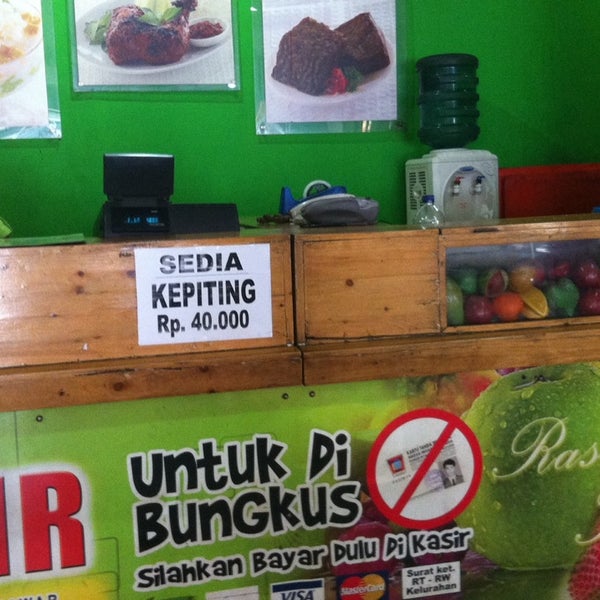 SEDIA
KEPITING
Rp. 40.000
UNTUK DI
BUNGKUS
SILAHKAN BAYAR DULU DI KASIR
VISA
MasterCard
Surat ket.
RT - RW
Kelurahan
Ras